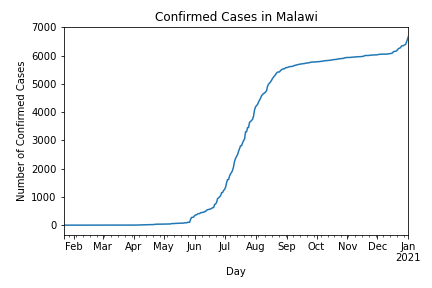 Confirmed Cases in Malawi
7000
6000
5000
4000
3000
2000
1000
0
Number of Confirmed Cases
Feb Mar Apr May Jun Jul Aug Sep Oct Nov Dec Jan
2021
Day